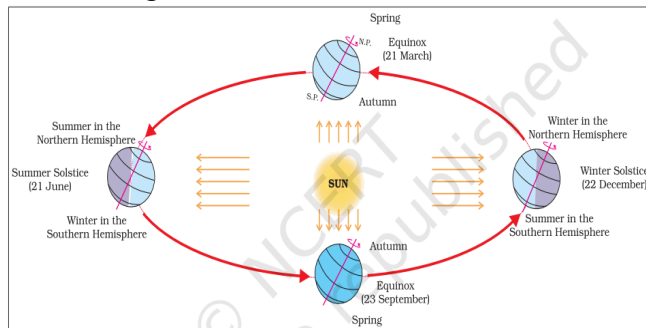 Spring
N.P.
Equinox
(21 March)
S.P.
Autumn
Summer in the
Northern Hemisphere
Winter in the
Northern Hemisphere
Summer Solstice
(21 June)
SUN
Winter Solstice
(22 December)
Winter in the
Southern Hemisphere
Summer in the
Southern Hemisphere
Autumn
Equinox
(23 September)
Spring
© NCERT
republished